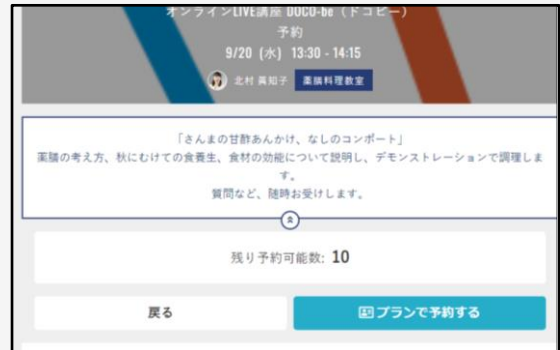 オンラインLIVE講座 DOCO-be（ドコビー）
予約
9/20（水）13:30 - 14:15
北村 眞知子 薬膳料理教室
「さんまの甘酢あんかけ、なしのコンポート」
薬膳の考え方、秋にむけての食養生、食材の効能について説明し、デモンストレーションで調理しま
す。
質問など、随時お受けします。
残り予約可能数: 10
戻る
プランで予約する